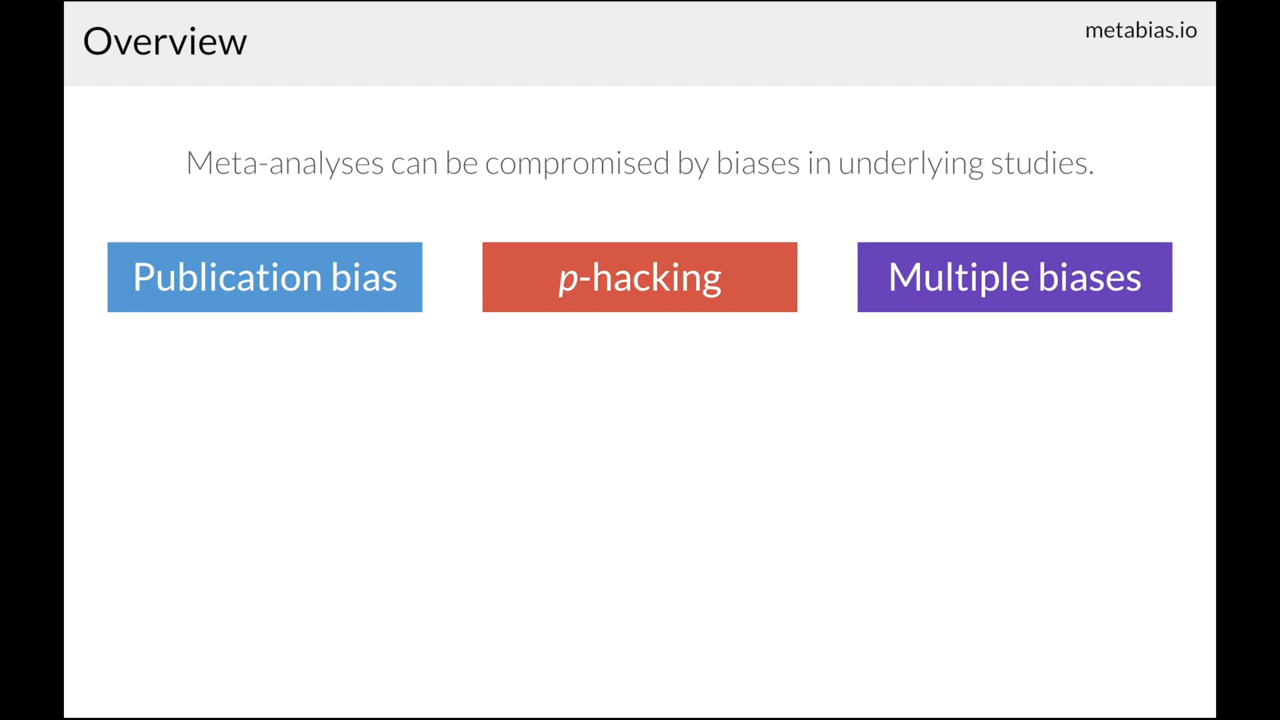 Overview
metabias.io
Meta-analyses can be compromised by biases in underlying studies.
Publication bias
p-hacking
Multiple biases